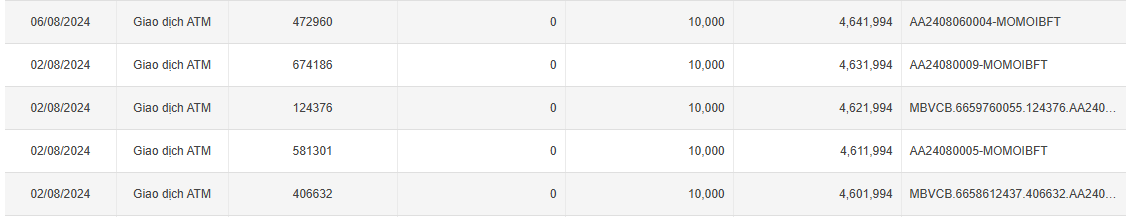 06/08/2024 Giao dịch ATM 472960 0 10,000 4,641,994 AA2408060004-MOMOIBFT
02/08/2024 Giao dịch ATM 674186 0 10,000 4,631,994 AA24080009-MOMOIBFT
02/08/2024 Giao dịch ATM 124376 0 10,000 4,621,994 MBVCB.6659760055.124376.AA240...
02/08/2024 Giao dịch ATM 581301 0 10,000 4,611,994 AA24080005-MOMOIBFT
02/08/2024 Giao dịch ATM 406632 0 10,000 4,601,994 MBVCB.6658612437.406632.AA240...